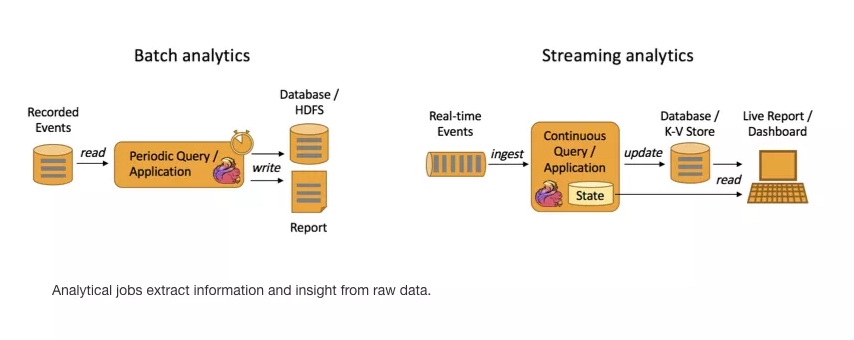 Batch analytics
Recorded
Events
read
Periodic Query /
Application
write
Database /
HDFS
Report
Streaming analytics
Real-time
Events
ingest
Continuous
Query /
Application
State
update
Database /
K-V Store
read
Live Report /
Dashboard
Analytical jobs extract information and insight from raw data.